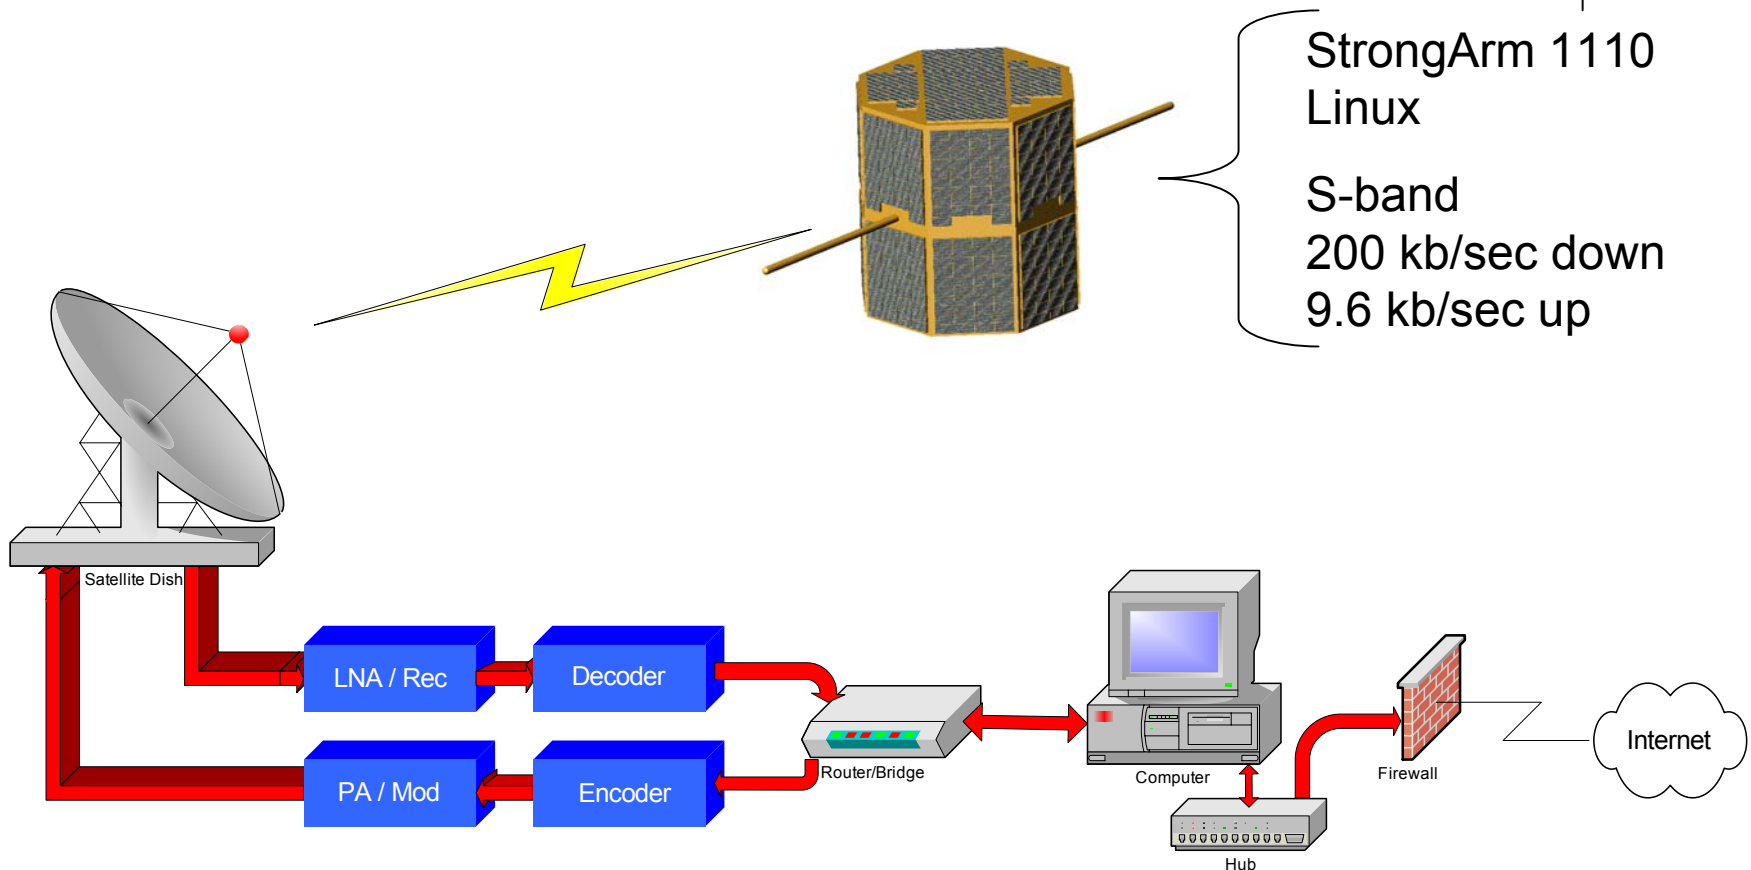 StrongArm 1110
Linux
S-band
200 kb/sec down
9.6 kb/sec up
Satellite Dish
LNA / Rec
Decoder
PA / Mod
Encoder
Router/Bridge
Computer
Hub
Firewall
Internet